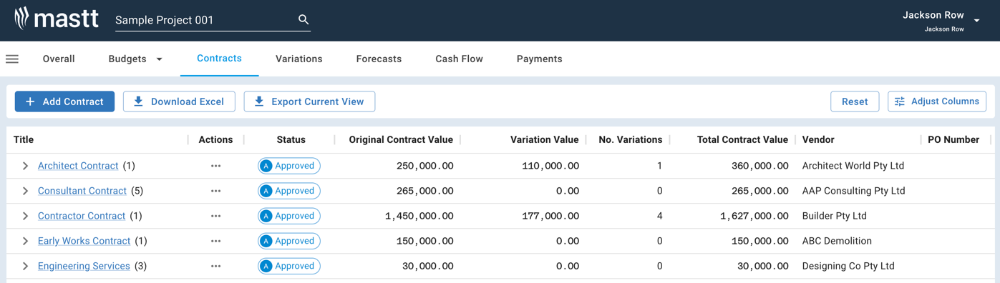 mastt Sample Project 001 Jackson Row
Jackson Row
Overall Budgets Contracts Variations Forecasts Cash Flow Payments
+ Add Contract Download Excel Export Current View Reset Adjust Columns
Title Actions Status Original Contract Value Variation Value No. Variations Total Contract Value Vendor PO Number
Architect Contract (1) ••• A Approved 250,000.00 110,000.00 1 360,000.00 Architect World Pty Ltd
Consultant Contract (5) ••• A Approved 265,000.00 0.00 0 265,000.00 AAP Consulting Pty Ltd
Contractor Contract (1) ••• A Approved 1,450,000.00 177,000.00 4 1,627,000.00 Builder Pty Ltd
Early Works Contract (1) ••• A Approved 150,000.00 0.00 0 150,000.00 ABC Demolition
Engineering Services (3) ••• A Approved 30,000.00 0.00 0 30,000.00 Designing Co Pty Ltd